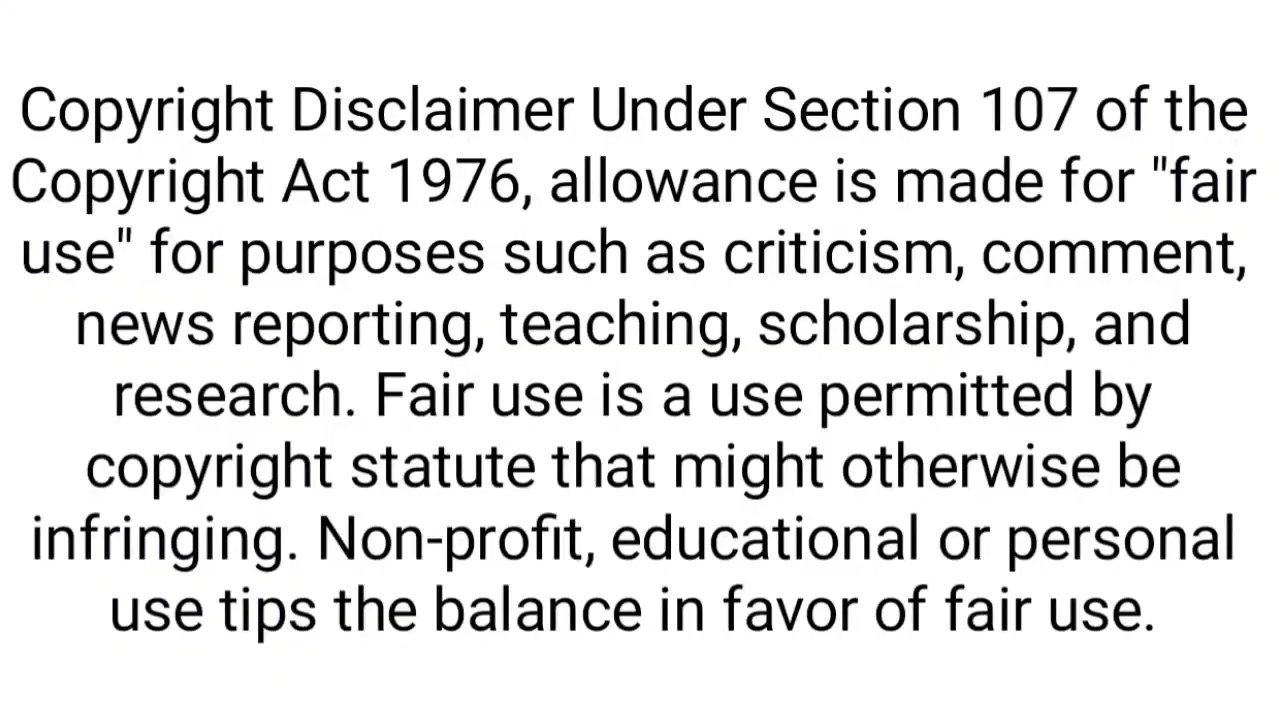 Copyright Disclaimer Under Section 107 of the
Copyright Act 1976, allowance is made for "fair
use" for purposes such as criticism, comment,
news reporting, teaching, scholarship, and
research. Fair use is a use permitted by
copyright statute that might otherwise be
infringing. Non-profit, educational or personal
use tips the balance in favor of fair use.